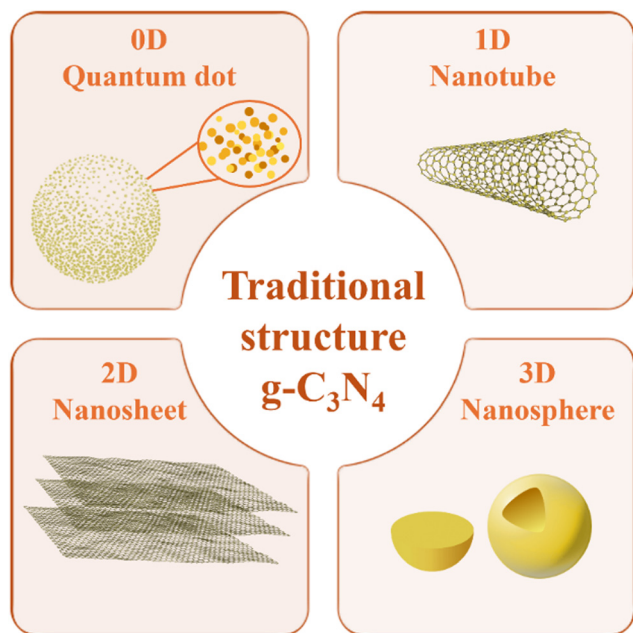 0D
Quantum dot
1D
Nanotube
Traditional
structure
g-C₃N₄
2D
Nanosheet
3D
Nanosphere